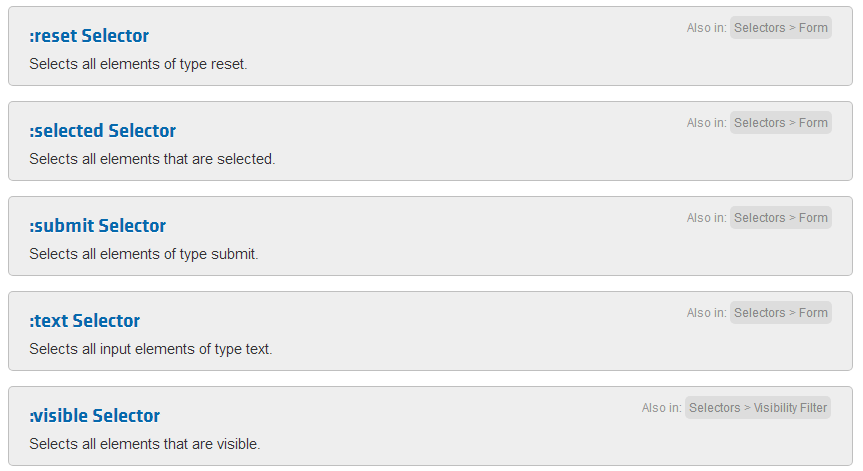 :reset Selector
Also in: Selectors > Form
Selects all elements of type reset.
:selected Selector
Also in: Selectors > Form
Selects all elements that are selected.
:submit Selector
Also in: Selectors > Form
Selects all elements of type submit.
:text Selector
Also in: Selectors > Form
Selects all input elements of type text.
:visible Selector
Also in: Selectors > Visibility Filter
Selects all elements that are visible.